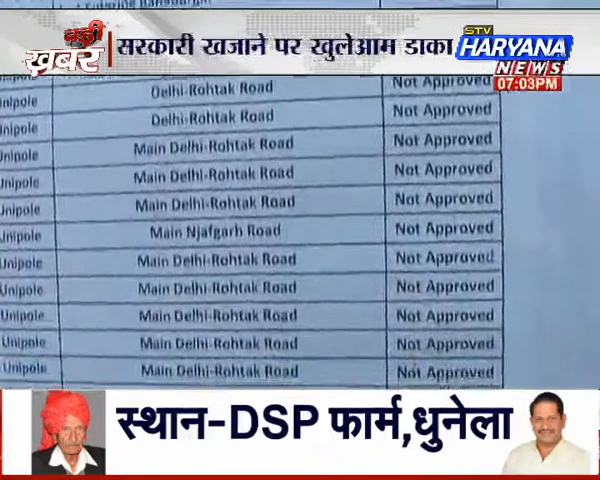 बड़ी
ख़बर
सरकारी खजाने पर खुलेआम डाका
STV
HARYANA
NEWS
07:03PM
Unipole Delhi-Rohtak Road Not Approved
Unipole Delhi-Rohtak Road Not Approved
Unipole Main Delhi-Rohtak Road Not Approved
Unipole Main Delhi-Rohtak Road Not Approved
Unipole Main Delhi-Rohtak Road Not Approved
Unipole Main Njafgarh Road Not Approved
Unipole Main Delhi-Rohtak Road Not Approved
Unipole Main Delhi-Rohtak Road Not Approved
Unipole Main Delhi-Rohtak Road Not Approved
Unipole Main Delhi-Rohtak Road Not Approved
Unipole Main Delhi-Rohtak Road Not Approved
स्थान-DSP फार्म,धुनेला